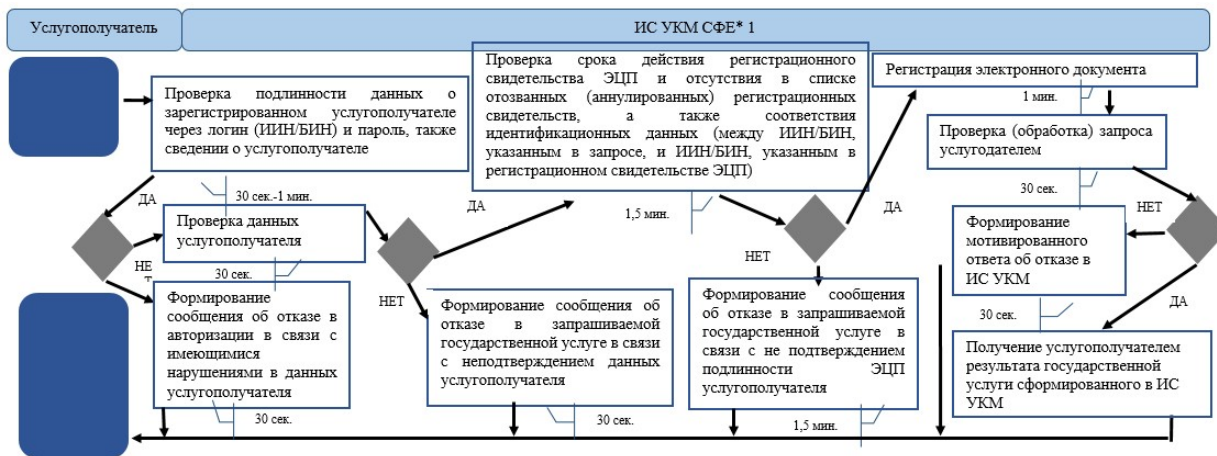 Услугополучатель
ИС УКМ СФЕ* 1
Проверка подлинности данных о
зарегистрированном услугополучателе
через логин (ИИН/БИН) и пароль, также
сведении о услугополучателе
ДА
30 сек.-1 мин.
Проверка данных
услугополучателя
НЕ
Т
30 сек.
Формирование
сообщения об отказе в
авторизации в связи с
имеющимися
нарушениями в данных
услугополучателя
30 сек.
Проверка срока действия регистрационного
свидетельства ЭЦП и отсутствия в списке
отозванных (аннулированных) регистрационных
свидетельств, а также соответствия
идентификационных данных (между ИИН/БИН,
указанным в запросе, и ИИН/БИН, указанным в
регистрационном свидетельстве ЭЦП)
ДА
1,5 мин.
НЕТ
Формирование сообщения об
отказе в запрашиваемой
государственной услуге в связи
с неподтверждением данных
услугополучателя
30 сек.
ДА
НЕТ
Формирование сообщения
об отказе в запрашиваемой
государственной услуге в
связи с не подтверждением
подлинности ЭЦП
услугополучателя
1,5 мин.
Регистрация электронного документа
1 мин.
Проверка (обработка) запроса
услугодателем
30 сек.
НЕТ
Формирование
мотивированного
ответа об отказе в
ИС УКМ
ДА
30 сек.
Получение услугополучателем
результата государственной
услуги сформированного в ИС
УКМ